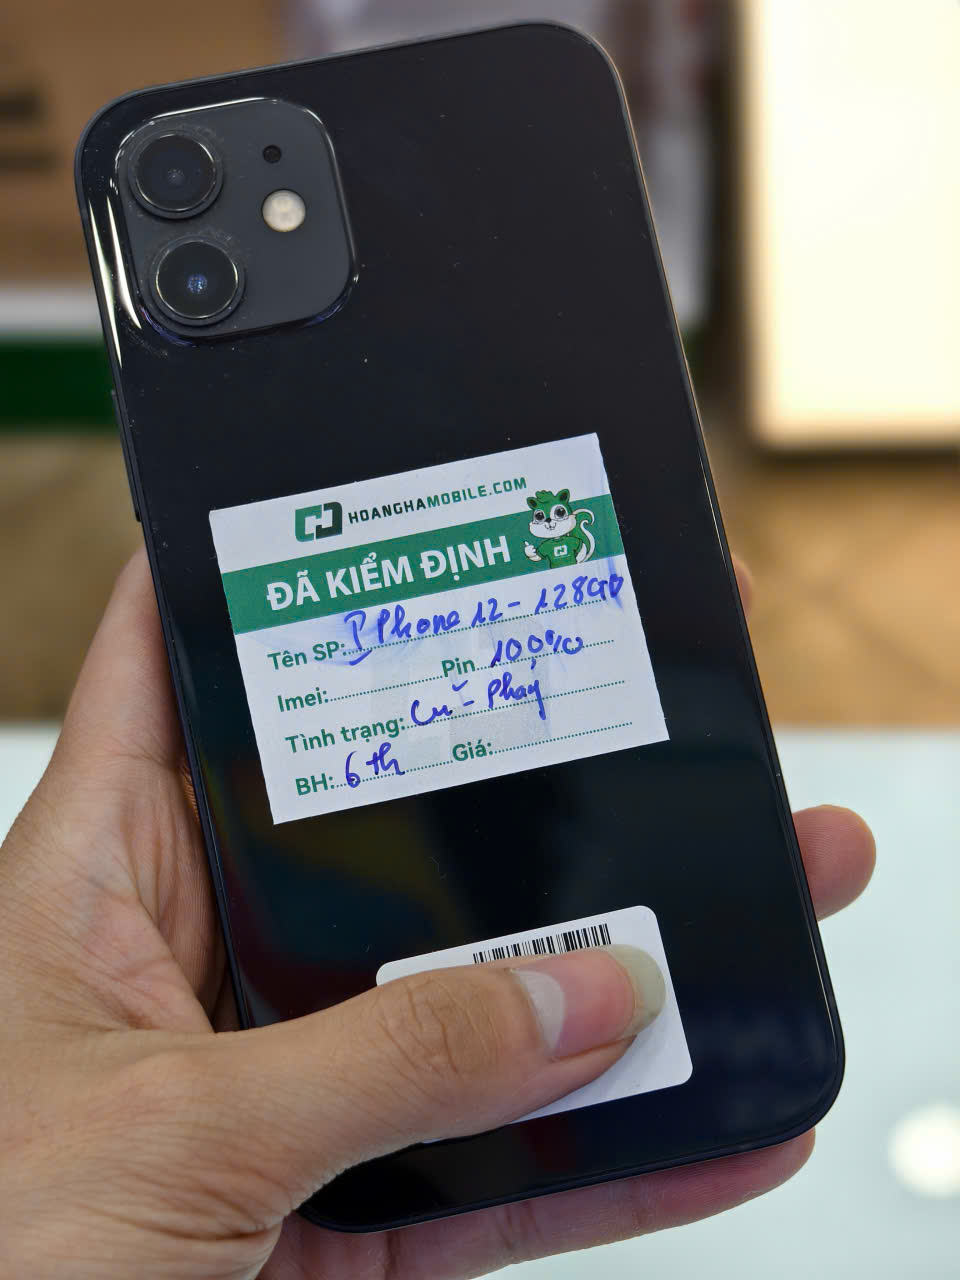 HOANGHAMOBILE.COM
ĐÃ KIỂM ĐỊNH
Tên SP: IPhone 12 - 128GB
Imei: Pin 100%
Tình trạng: Cũ - Phẩy
BH: 6 th Giá: